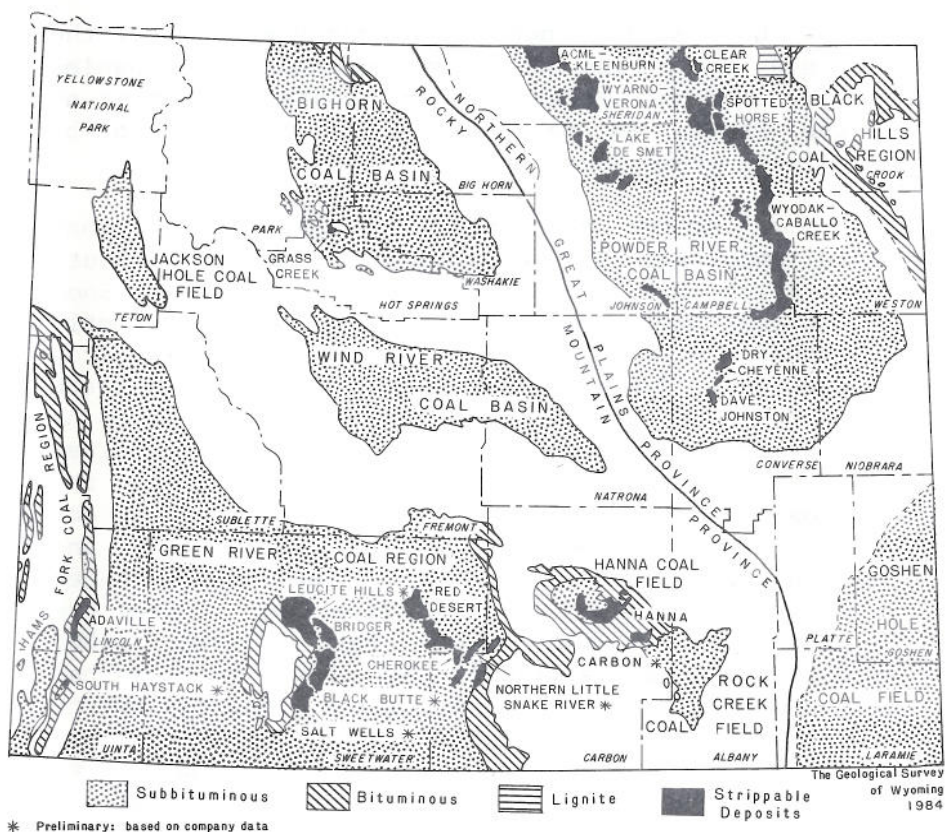 YELLOWSTONE
NATIONAL
PARK
BIGHORN
COAL BASIN
BIG HORN
PARK
GRASS
CREEK
WASHAKIE
HOT SPRINGS
JACKSON
HOLE COAL
FIELD
TETON
WIND RIVER
COAL BASIN
NORTHERN GREAT PLAINS PROVINCE
ROCKY MOUNTAIN PROVINCE
ACME-
KLEENBURN
WYARNO-
VERONA
SHERIDAN
LAKE
DE SMET
CLEAR
CREEK
SPOTTED
HORSE
BLACK
HILLS
COAL REGION
CROOK
WYODAK-
CABALLO
CREEK
POWDER RIVER
COAL BASIN
JOHNSON
CAMPBELL
WESTON
DRY
CHEYENNE
DAVE
JOHNSTON
CONVERSE
NIOBRARA
NATRONA
HAMS FORK COAL REGION
SUBLETTE
FREMONT
GREEN RIVER COAL REGION
LEUCITE HILLS *
RED
DESERT
BRIDGER
ADAVILLE
LINCOLN
CHEROKEE
SOUTH HAYSTACK *
BLACK BUTTE *
SALT WELLS *
UINTA
SWEETWATER
HANNA COAL
FIELD
HANNA
CARBON *
NORTHERN LITTLE
SNAKE RIVER *
ROCK
CREEK
COAL FIELD
CARBON
ALBANY
GOSHEN
HOLE
COAL FIELD
PLATTE
GOSHEN
LARAMIE
Subbituminous
Bituminous
Lignite
Strippable
Deposits
The Geological Survey
of Wyoming
1984
* Preliminary: based on company data